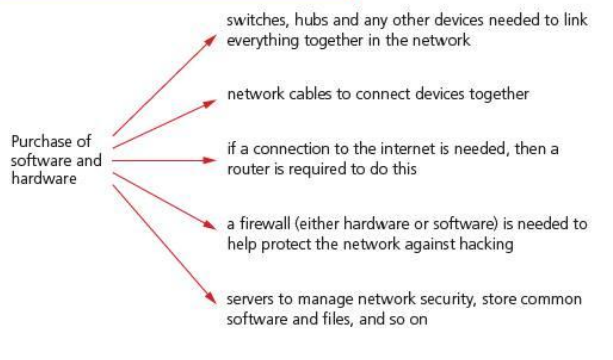 switches, hubs and any other devices needed to link
everything together in the network
network cables to connect devices together
Purchase of
software and
hardware
if a connection to the internet is needed, then a
router is required to do this
a firewall (either hardware or software) is needed to
help protect the network against hacking
servers to manage network security, store common
software and files, and so on